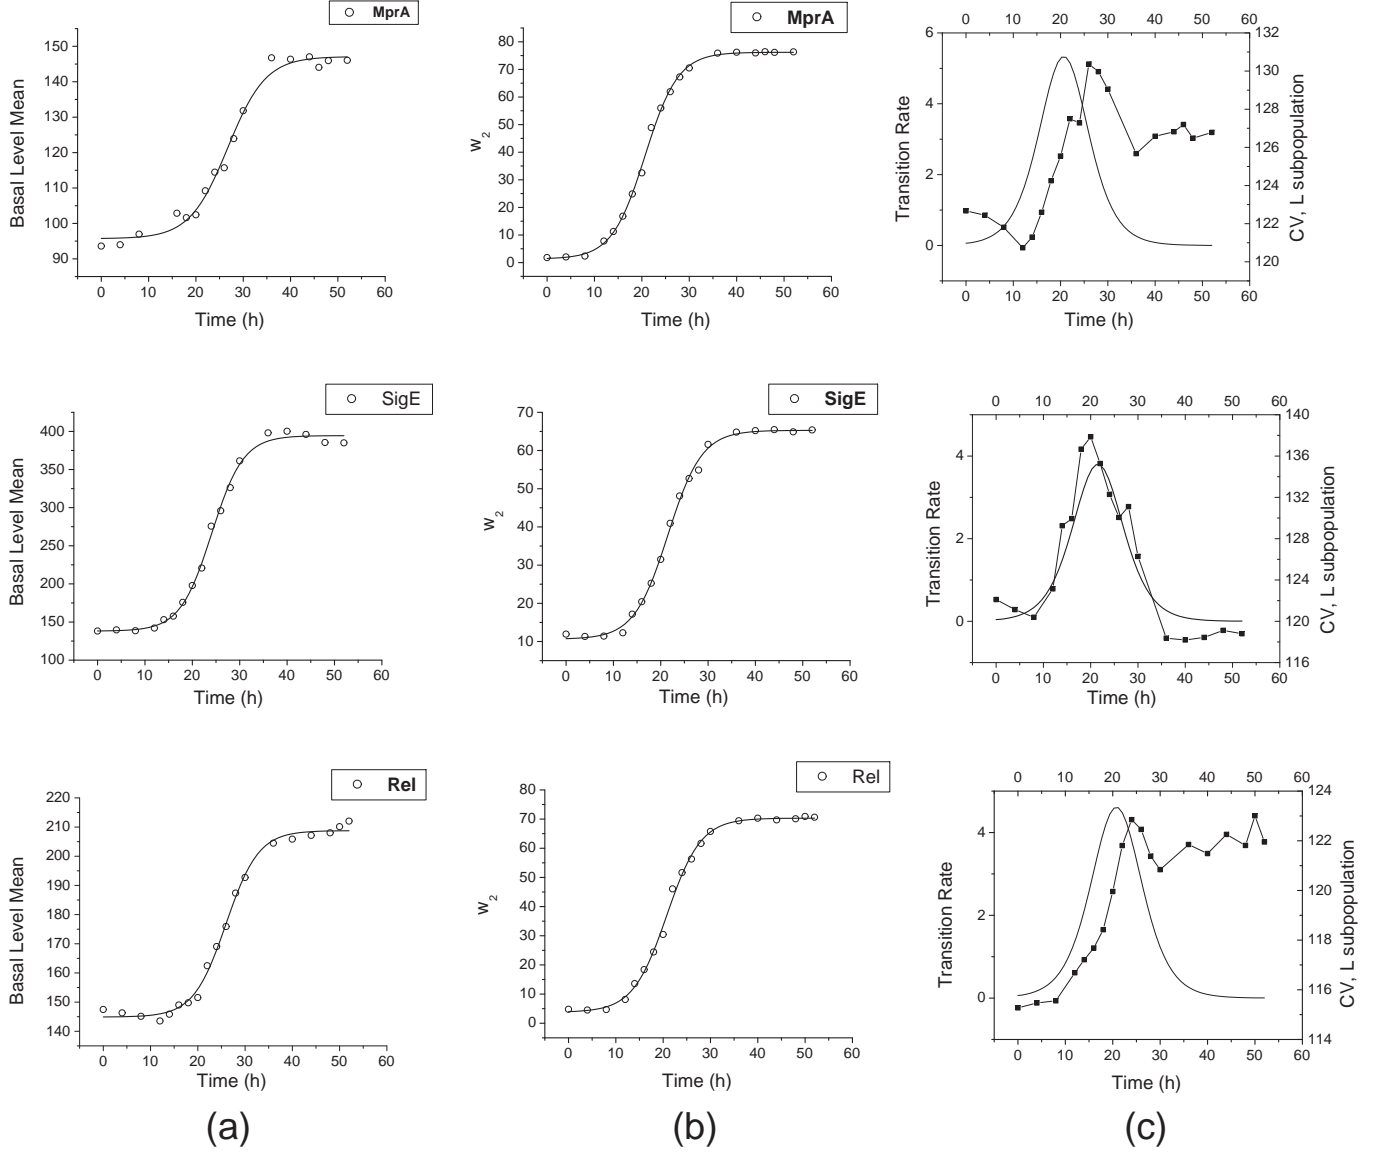 MprA
150
140
130
120
110
100
90
0 10 20 30 40 50 60
Basal Level Mean
Time (h)
MprA
80
70
60
50
40
30
20
10
0
0 10 20 30 40 50 60
w2
Time (h)
0 10 20 30 40 50 60
6
4
2
0
132
130
128
126
124
122
120
0 10 20 30 40 50 60
Transition Rate
CV, L subpopulation
Time (h)
SigE
400
350
300
250
200
150
100
0 10 20 30 40 50 60
Basal Level Mean
Time (h)
SigE
70
60
50
40
30
20
10
0 10 20 30 40 50 60
w2
Time (h)
0 10 20 30 40 50 60
4
2
0
140
136
132
128
124
120
116
0 10 20 30 40 50 60
Transition Rate
CV, L subpopulation
Time (h)
Rel
220
210
200
190
180
170
160
150
140
0 10 20 30 40 50 60
Basal Level Mean
Time (h)
Rel
80
70
60
50
40
30
20
10
0
0 10 20 30 40 50 60
w2
Time (h)
0 10 20 30 40 50 60
4
2
0
124
122
120
118
116
114
0 10 20 30 40 50 60
Transition Rate
CV, L subpopulation
Time (h)
(a)
(b)
(c)